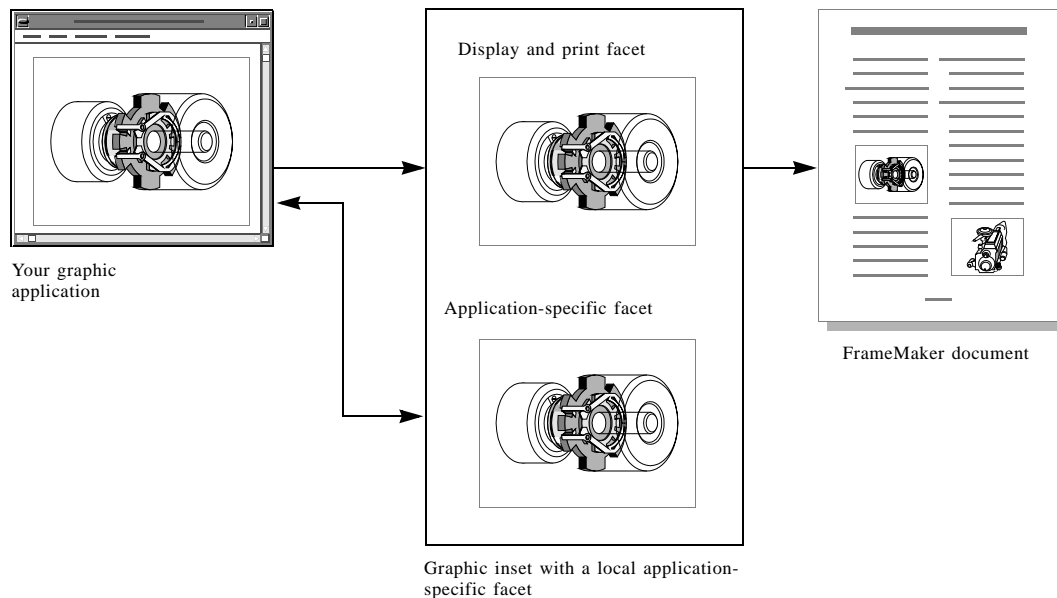 Display and print facet
Your graphic
application
Application-specific facet
FrameMaker document
Graphic inset with a local application-
specific facet